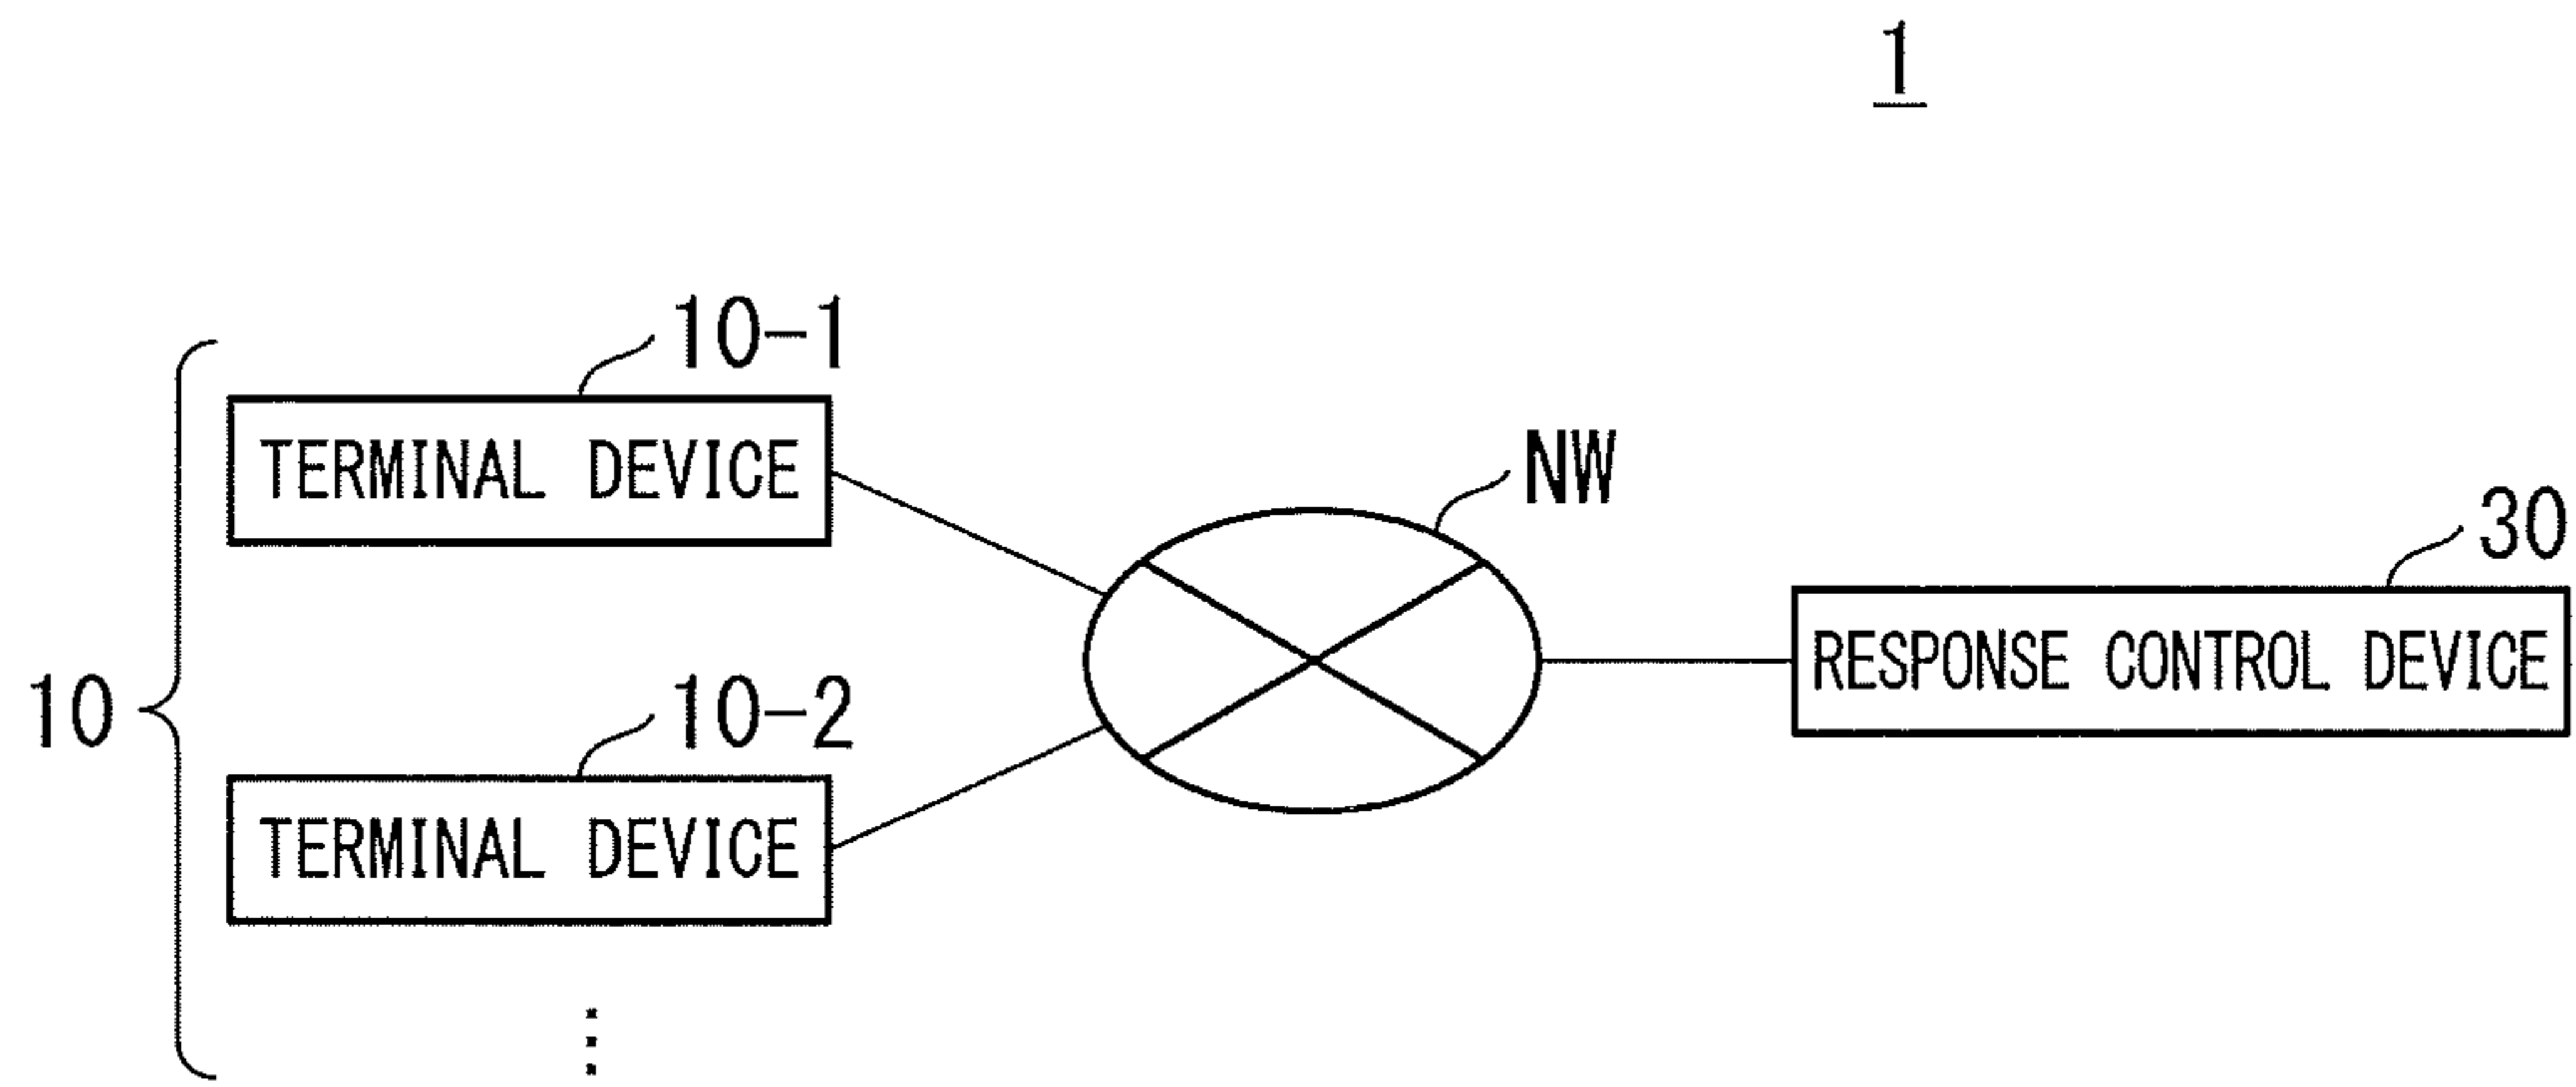 1
10-1
TERMINAL DEVICE
NW
30
RESPONSE CONTROL DEVICE
10
10-2
TERMINAL DEVICE